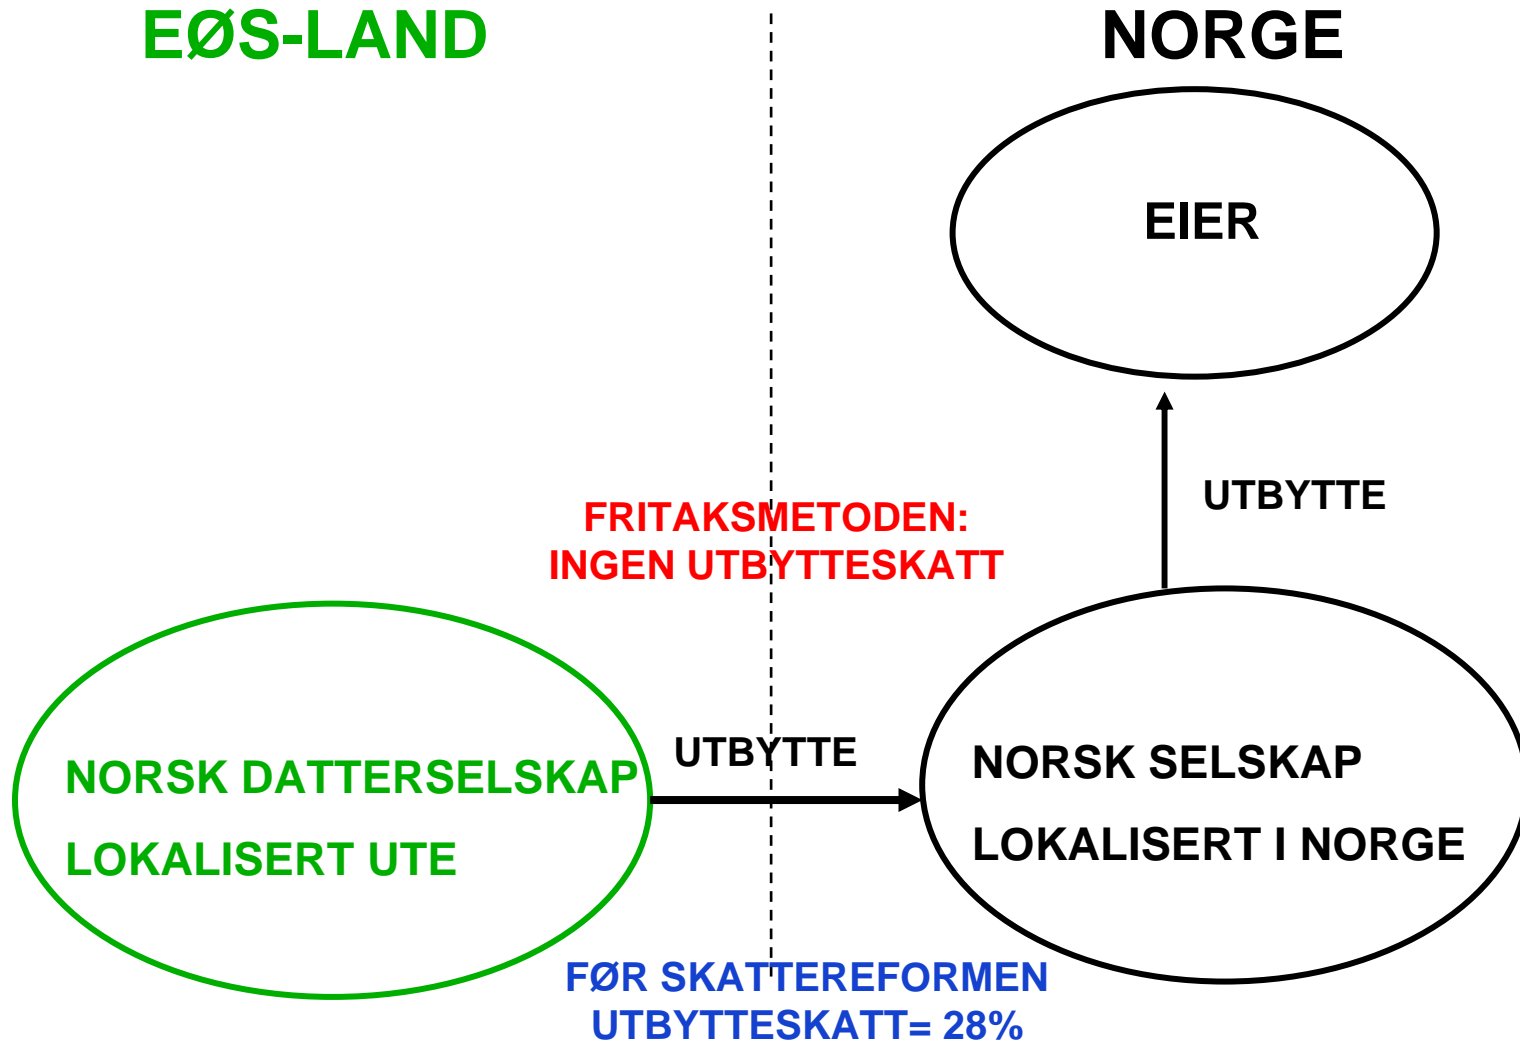 EØS-LAND
NORGE
EIER
UTBYTTE
FRITAKSMETODEN:
INGEN UTBYTTESKATT
UTBYTTE
NORSK DATTERSELSKAP
LOKALISERT UTE
NORSK SELSKAP
LOKALISERT I NORGE
FØR SKATTEREFORMEN
UTBYTTESKATT= 28%